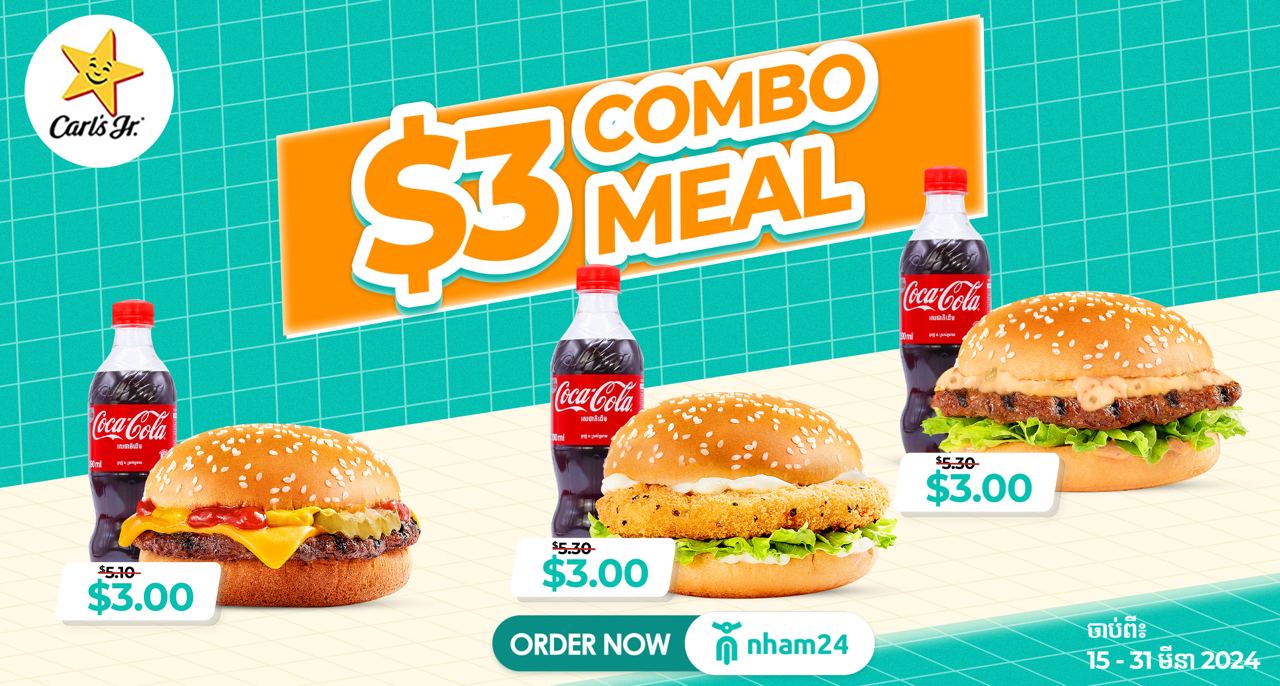 Carl's Jr.
$3 COMBO
MEAL
Coca-Cola
$5.10
$3.00
Coca-Cola
$5.30
$3.00
Coca-Cola
$5.30
$3.00
ORDER NOW
nham24
ចាប់ពី៖
15 - 31 មីនា 2024